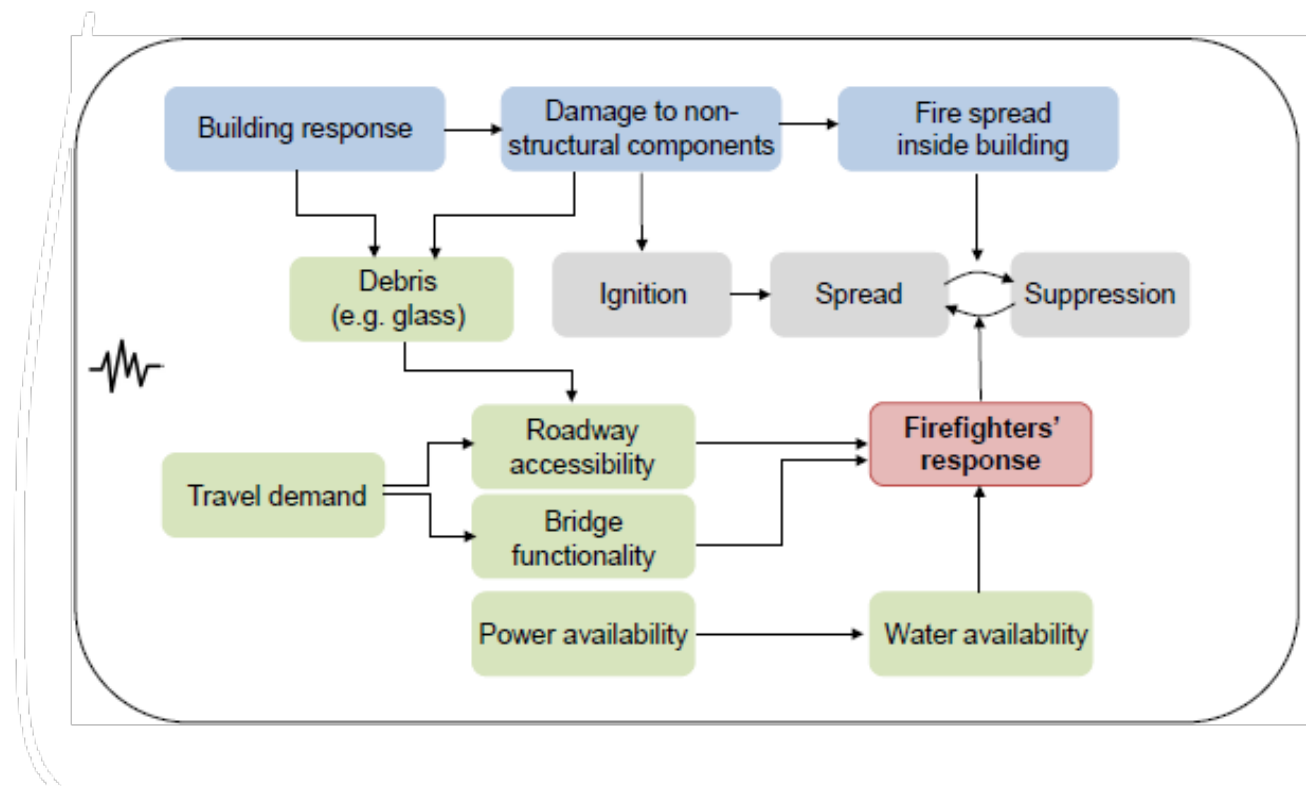 Building response
Damage to non-
structural components
Fire spread
inside building
Debris
(e.g. glass)
Ignition
Spread
Suppression
Roadway
accessibility
Firefighters’
response
Travel demand
Bridge
functionality
Power availability
Water availability